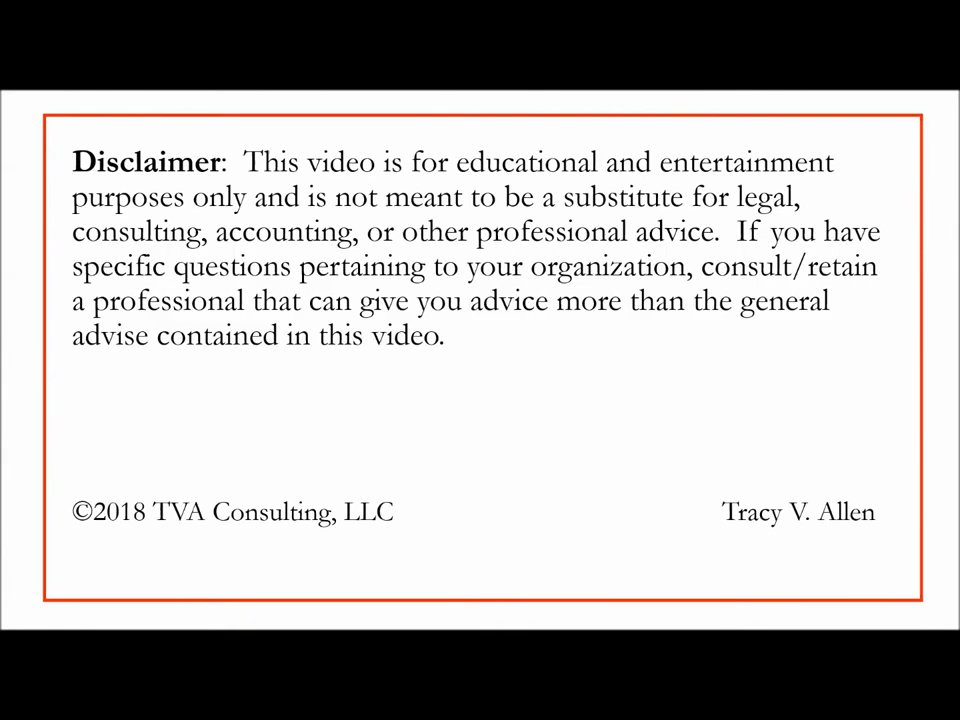 Disclaimer:  This video is for educational and entertainment
purposes only and is not meant to be a substitute for legal,
consulting, accounting, or other professional advice.  If you have
specific questions pertaining to your organization, consult/retain
a professional that can give you advice more than the general
advise contained in this video.
©2018 TVA Consulting, LLC
Tracy V. Allen